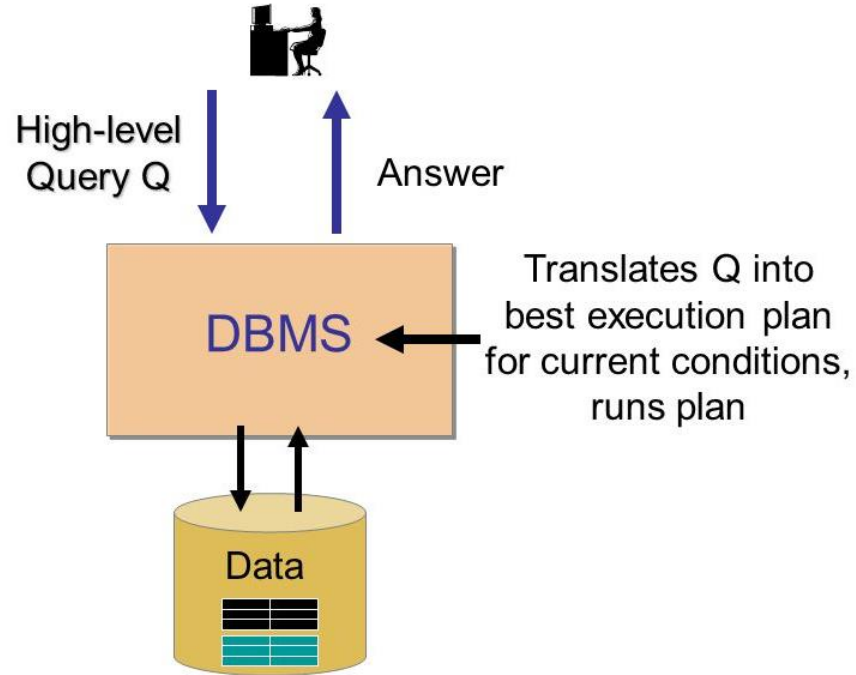 High-level
Query Q
Answer
DBMS
Translates Q into
best execution plan
for current conditions,
runs plan
Data